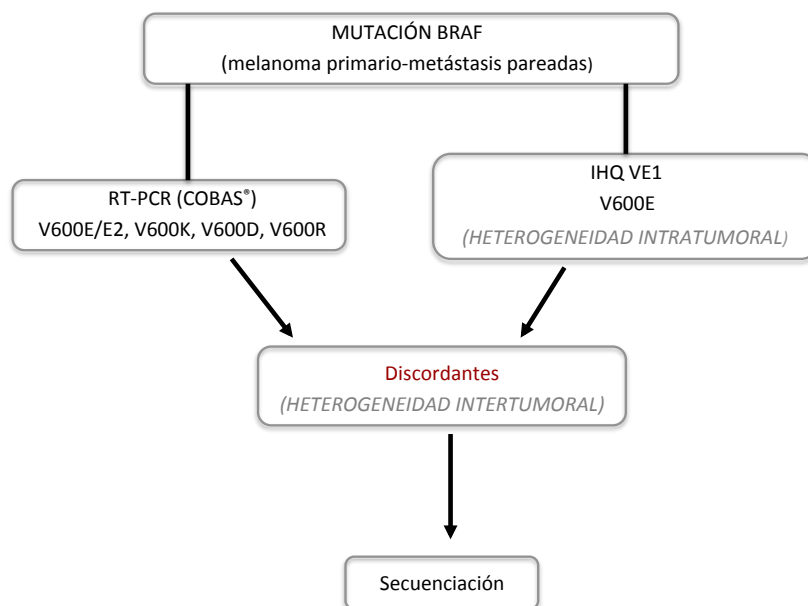 MUTACIÓN BRAF
(melanoma primario-metástasis pareadas)
RT-PCR (COBAS®)
V600E/E2, V600K, V600D, V600R
IHQ VE1
V600E
(HETEROGENEIDAD INTRATUMORAL)
Discordantes
(HETEROGENEIDAD INTERTUMORAL)
Secuenciación